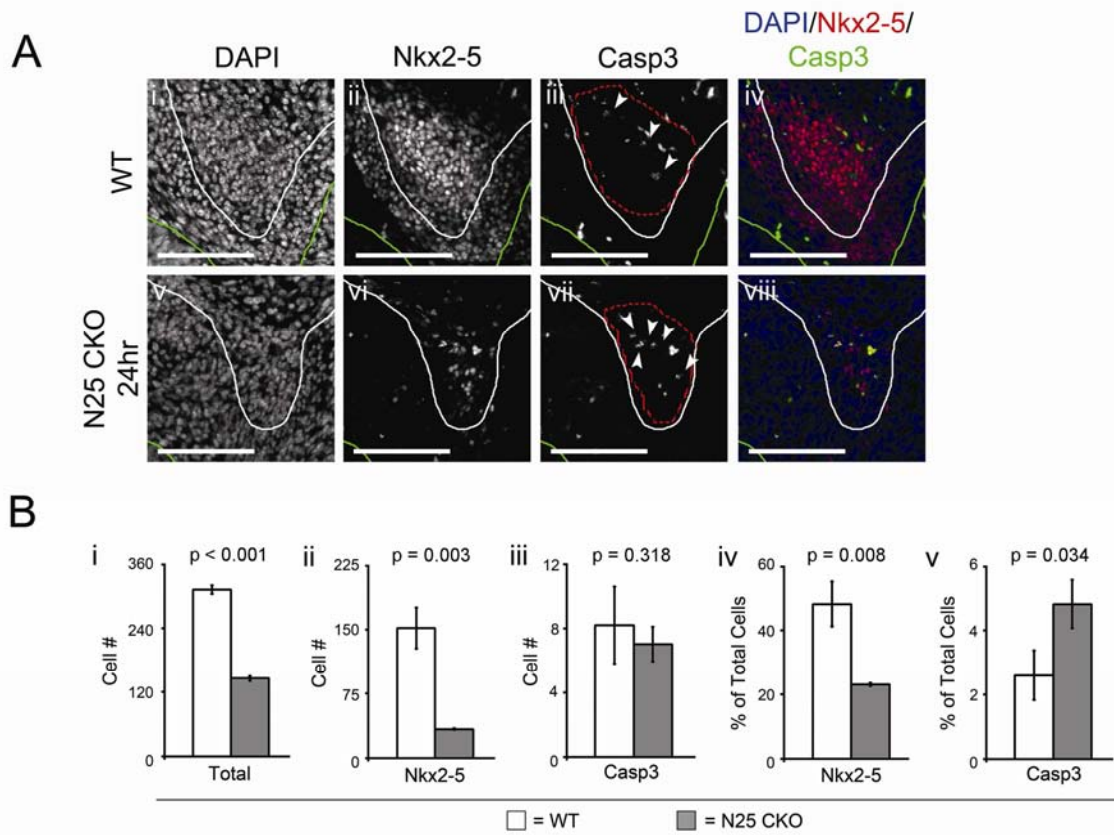 A
DAPI
Nkx2-5
Casp3
DAPI/Nkx2-5/
Casp3
WT
i
ii
iii
iv
N25 CKO
24hr
v
vi
vii
viii
B
i
p < 0.001
Cell #
360
240
120
0
Total
ii
p = 0.003
Cell #
225
150
75
0
Nkx2-5
iii
p = 0.318
Cell #
12
8
4
0
Casp3
iv
p = 0.008
% of Total Cells
60
40
20
0
Nkx2-5
v
p = 0.034
% of Total Cells
6
4
2
0
Casp3
= WT
= N25 CKO